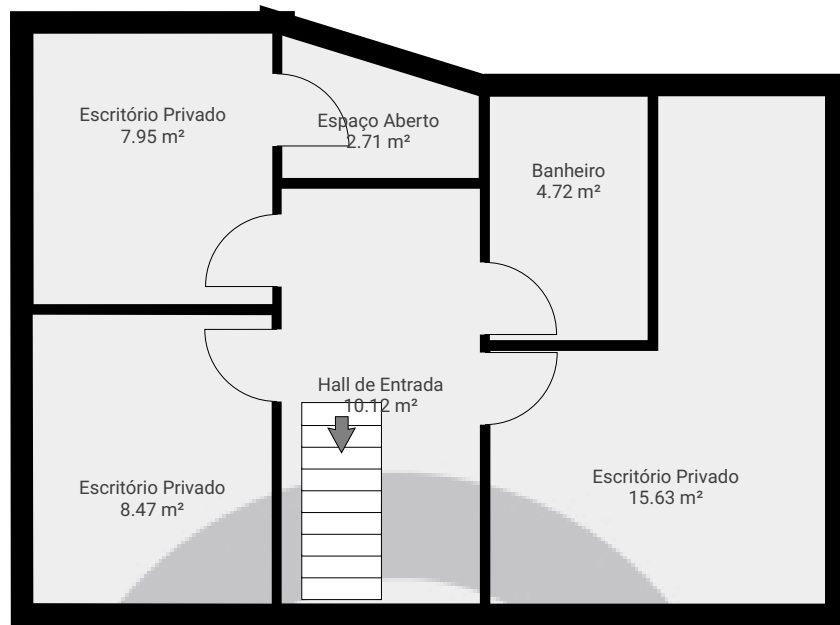 Escritório Privado
7.95 m²
Espaço Aberto
2.71 m²
Banheiro
4.72 m²
Hall de Entrada
10.12 m²
Escritório Privado
8.47 m²
Escritório Privado
15.63 m²